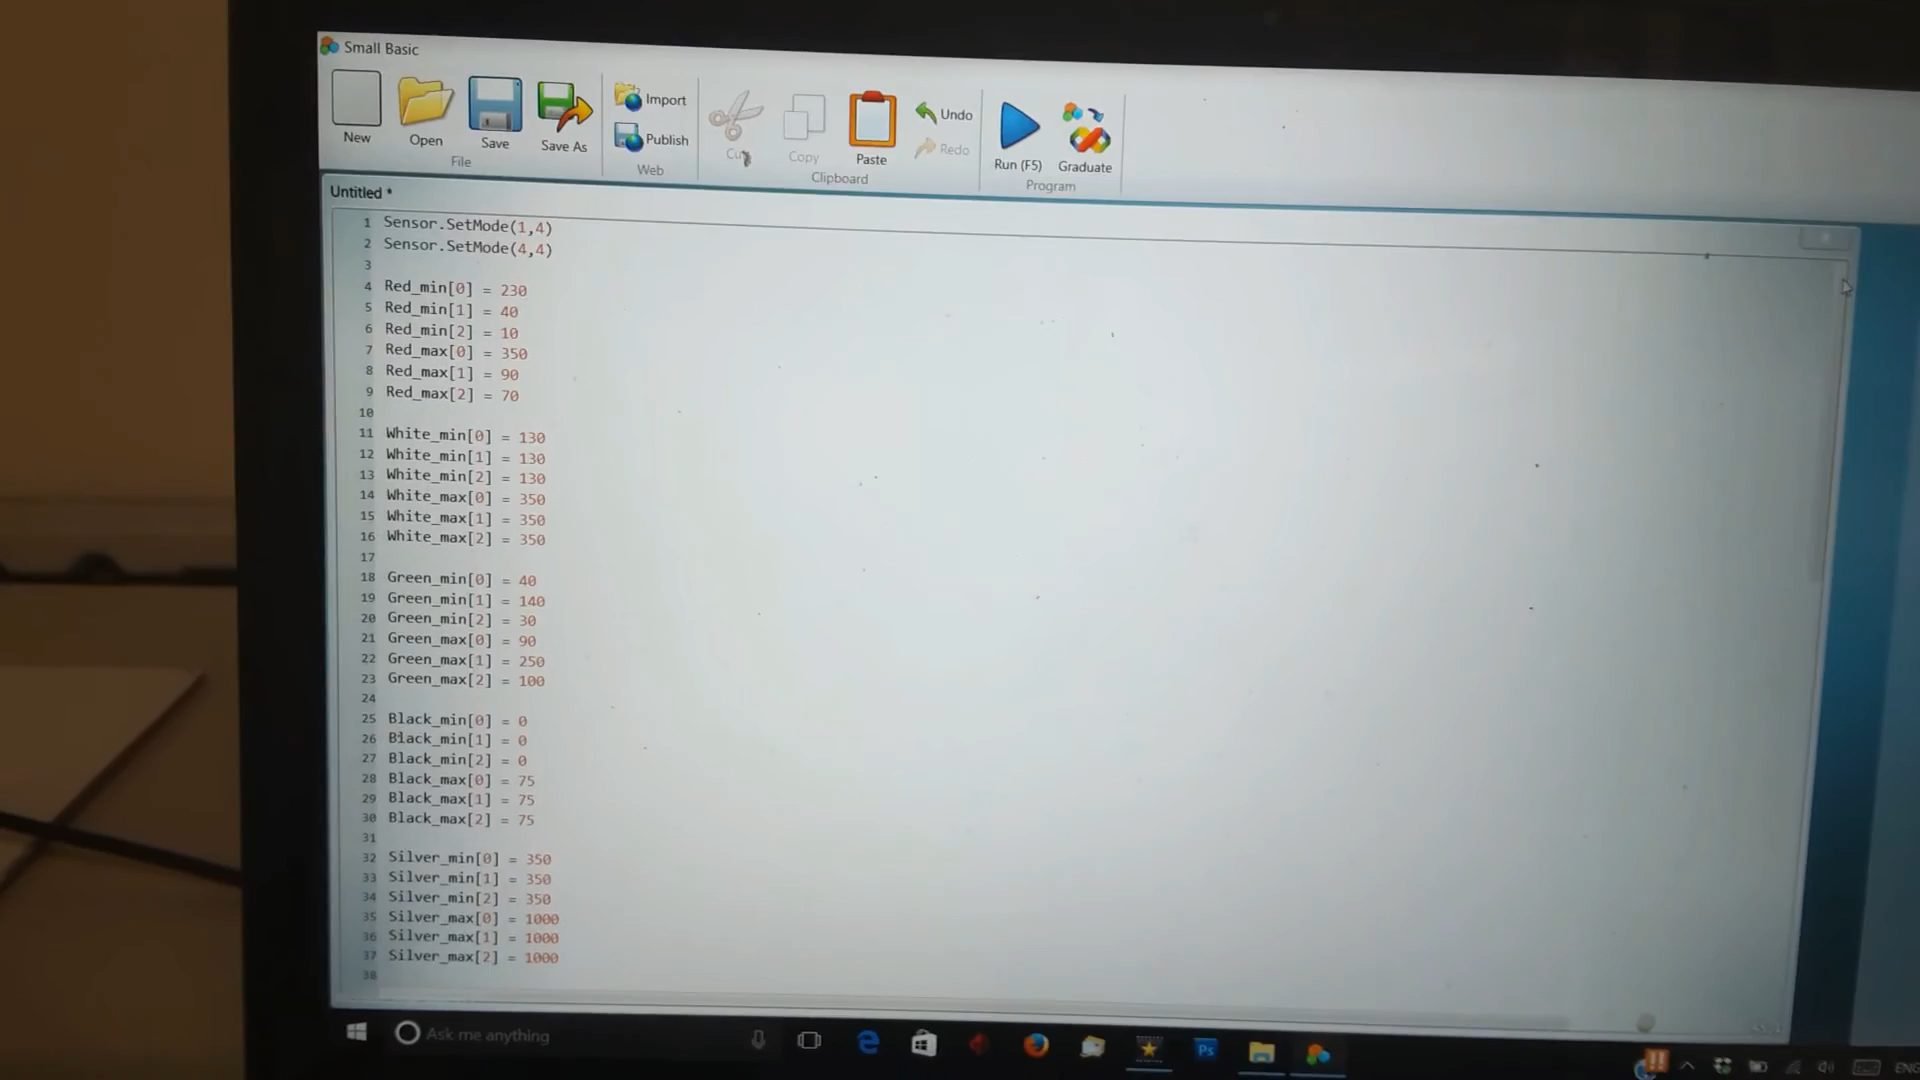 Small Basic
New
Open
Save
Save As
File
Import
Publish
Web
Copy
Paste
Undo
Redo
Clipboard
Run (F5)
Graduate
Program
Untitled *
1 Sensor.SetMode(1,4)
2 Sensor.SetMode(4,4)
3
4 Red_min[0] = 230
5 Red_min[1] = 40
6 Red_min[2] = 10
7 Red_max[0] = 350
8 Red_max[1] = 90
9 Red_max[2] = 70
10
11 White_min[0] = 130
12 White_min[1] = 130
13 White_min[2] = 130
14 White_max[0] = 350
15 White_max[1] = 350
16 White_max[2] = 350
17
18 Green_min[0] = 40
19 Green_min[1] = 140
20 Green_min[2] = 30
21 Green_max[0] = 90
22 Green_max[1] = 250
23 Green_max[2] = 100
24
25 Black_min[0] = 0
26 Black_min[1] = 0
27 Black_min[2] = 0
28 Black_max[0] = 75
29 Black_max[1] = 75
30 Black_max[2] = 75
31
32 Silver_min[0] = 350
33 Silver_min[1] = 350
34 Silver_min[2] = 350
35 Silver_max[0] = 1000
36 Silver_max[1] = 1000
37 Silver_max[2] = 1000
38
Ask me anything
Ps
ENG